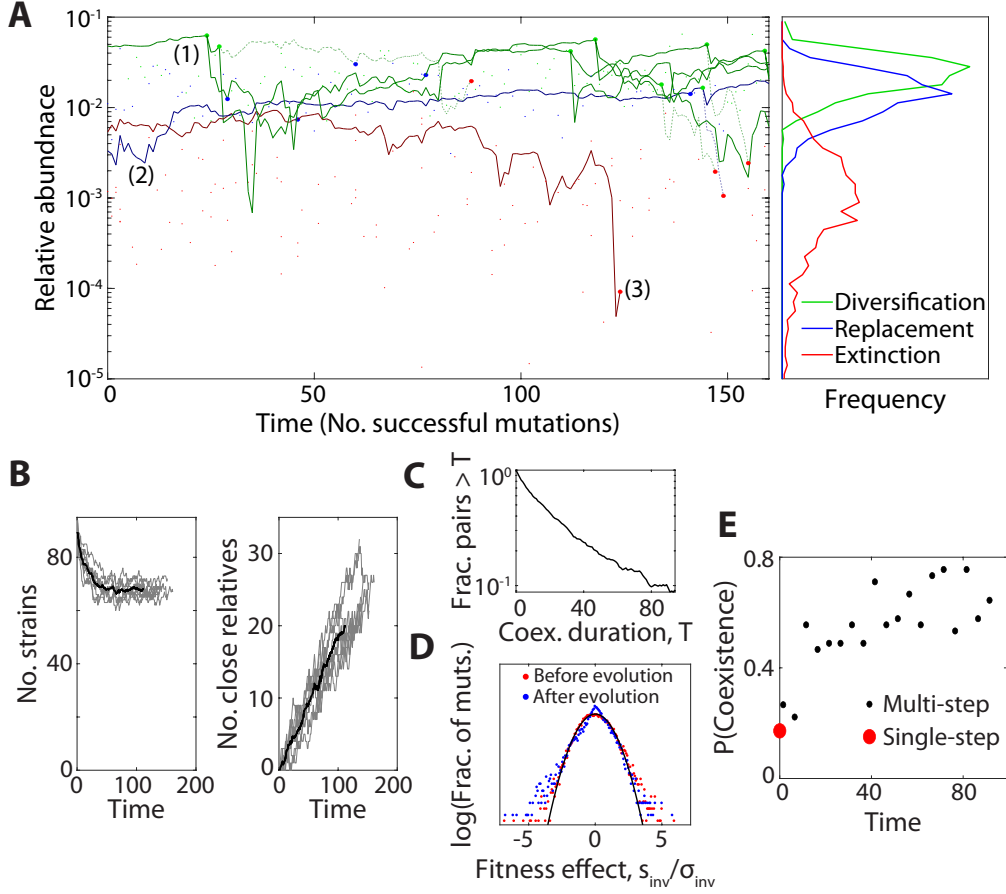 A
Relative abundnace
10⁻¹
10⁻²
10⁻³
10⁻⁴
10⁻⁵
(1)
(2)
(3)
0
50
100
150
Time (No. successful mutations)
Diversification
Replacement
Extinction
Frequency
B
No. strains
80
60
40
20
0
0
100
200
Time
No. close relatives
30
20
10
0
0
100
200
Time
C
Frac. pairs > T
10⁰
10⁻¹
0
40
80
Coex. duration, T
D
log(Frac. of muts.)
Before evolution
After evolution
-5
0
5
Fitness effect, s_inv/σ_inv
E
P(Coexistence)
0.8
0.4
0
Multi-step
Single-step
0
40
80
Time